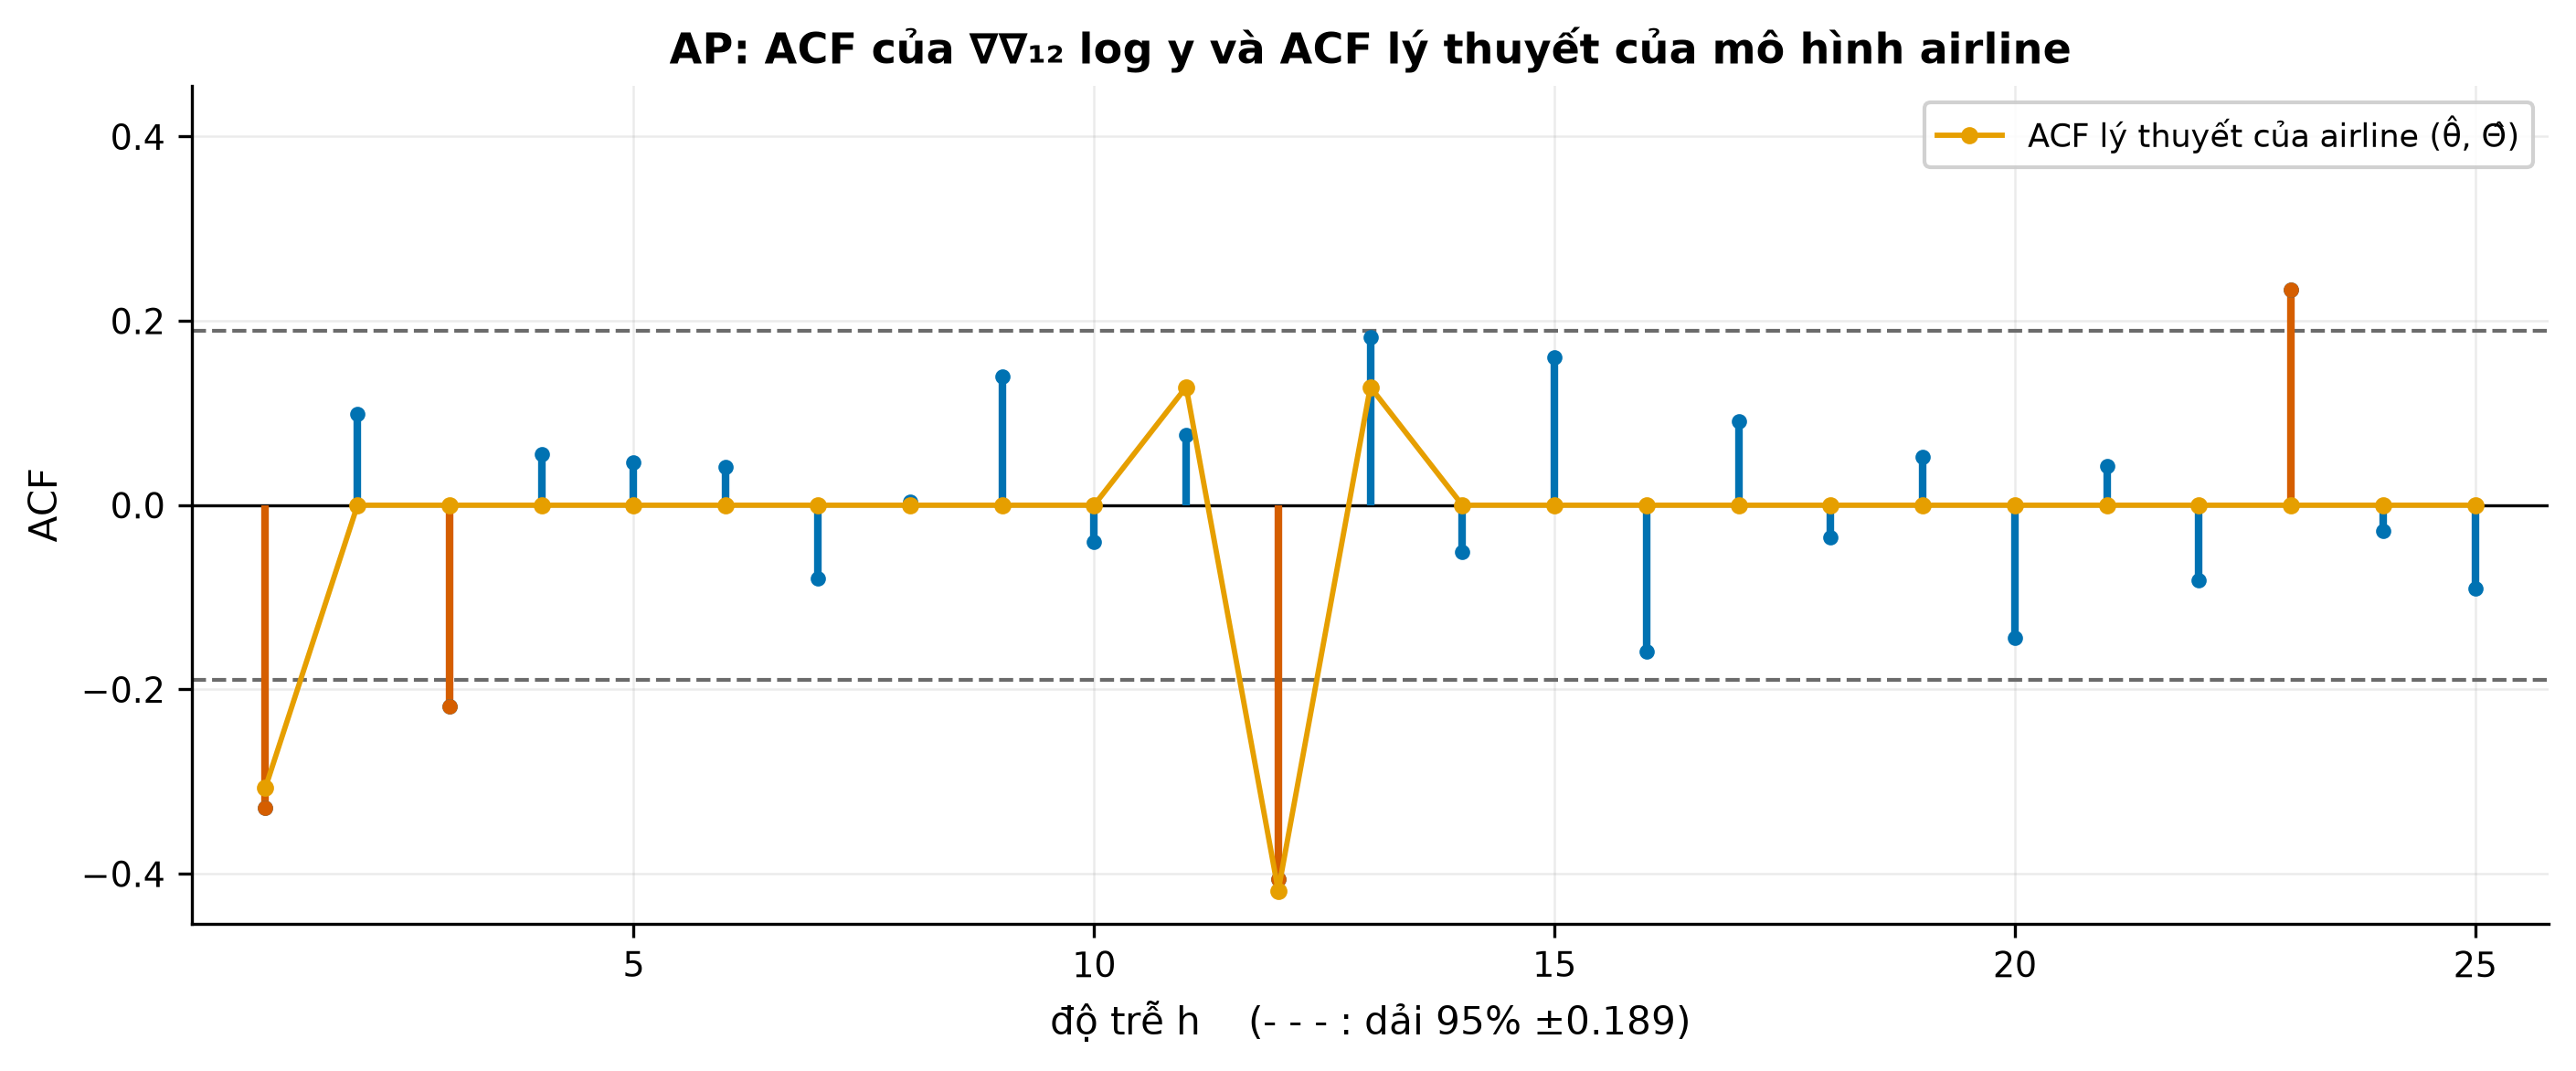 AP: ACF của ∇∇₁₂ log y và ACF lý thuyết của mô hình airline
ACF lý thuyết của airline (θ̂, Θ̂)
ACF
0.4
0.2
0.0
−0.2
−0.4
5 10 15 20 25
độ trễ h (- - - : dải 95% ±0.189)